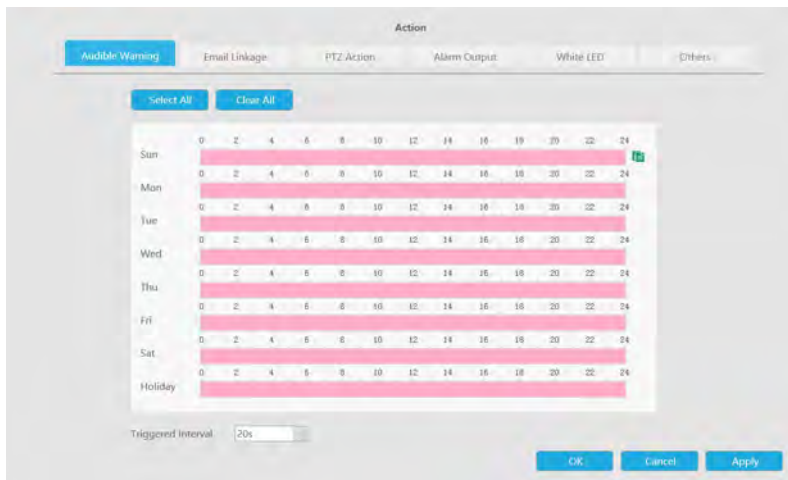 Action
Audible Warning Email Linkage PTZ Action Alarm Output White LED Others
Select All Clear All
0 2 4 6 8 10 12 14 16 18 20 22 24
Sun
0 2 4 6 8 10 12 14 16 18 20 22 24
Mon
0 2 4 6 8 10 12 14 16 18 20 22 24
Tue
0 2 4 6 8 10 12 14 16 18 20 22 24
Wed
0 2 4 6 8 10 12 14 16 18 20 22 24
Thu
0 2 4 6 8 10 12 14 16 18 20 22 24
Fri
0 2 4 6 8 10 12 14 16 18 20 22 24
Sat
0 2 4 6 8 10 12 14 16 18 20 22 24
Holiday
Triggered Interval 20s
OK Cancel Apply